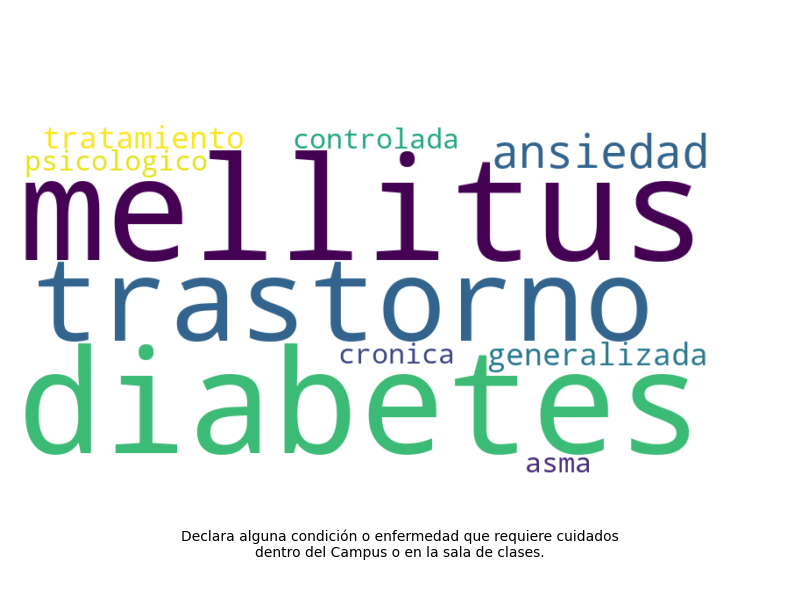 tratamiento controlada ansiedad
psicologico
mellitus
trastorno
cronica generalizada
diabetes
asma
Declara alguna condición o enfermedad que requiere cuidados
dentro del Campus o en la sala de clases.